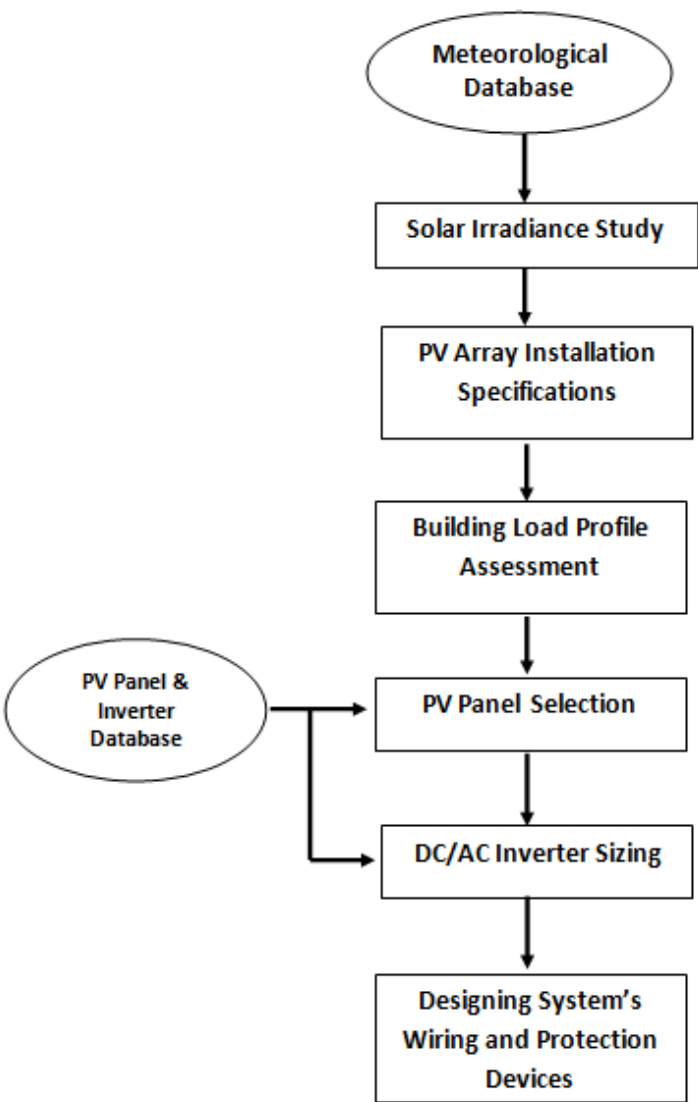 Meteorological
Database
Solar Irradiance Study
PV Array Installation
Specifications
Building Load Profile
Assessment
PV Panel &
Inverter
Database
PV Panel Selection
DC/AC Inverter Sizing
Designing System's
Wiring and Protection
Devices